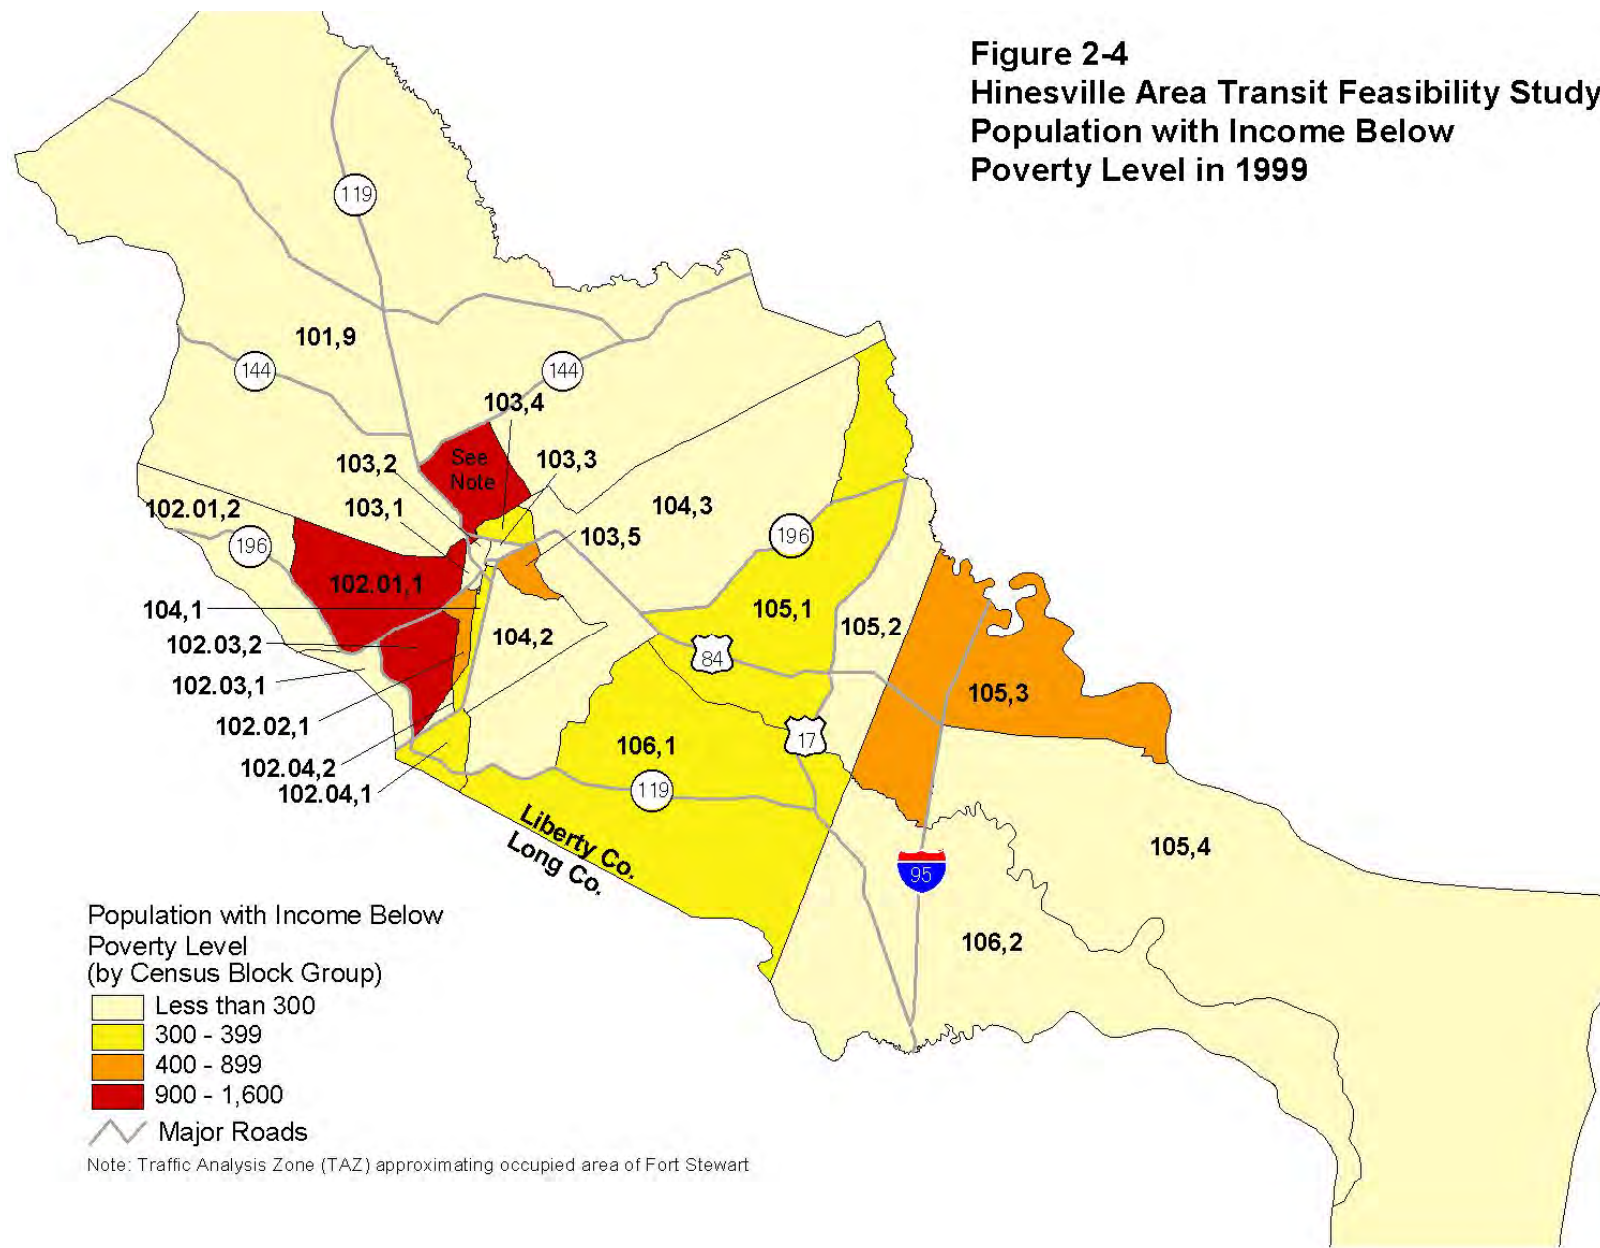 Figure 2-4
Hinesville Area Transit Feasibility Study
Population with Income Below
Poverty Level in 1999
119
101,9
144
144
103,4
103,2
See
Note
103,3
102.01,2
103,1
104,3
196
103,5
196
102.01,1
104,1
105,1
105,2
102.03,2
104,2
84
102.03,1
105,3
102.02,1
17
106,1
102.04,2
119
102.04,1
Liberty Co.
Long Co.
105,4
95
106,2
Population with Income Below
Poverty Level
(by Census Block Group)
Less than 300
300 - 399
400 - 899
900 - 1,600
Major Roads
Note: Traffic Analysis Zone (TAZ) approximating occupied area of Fort Stewart